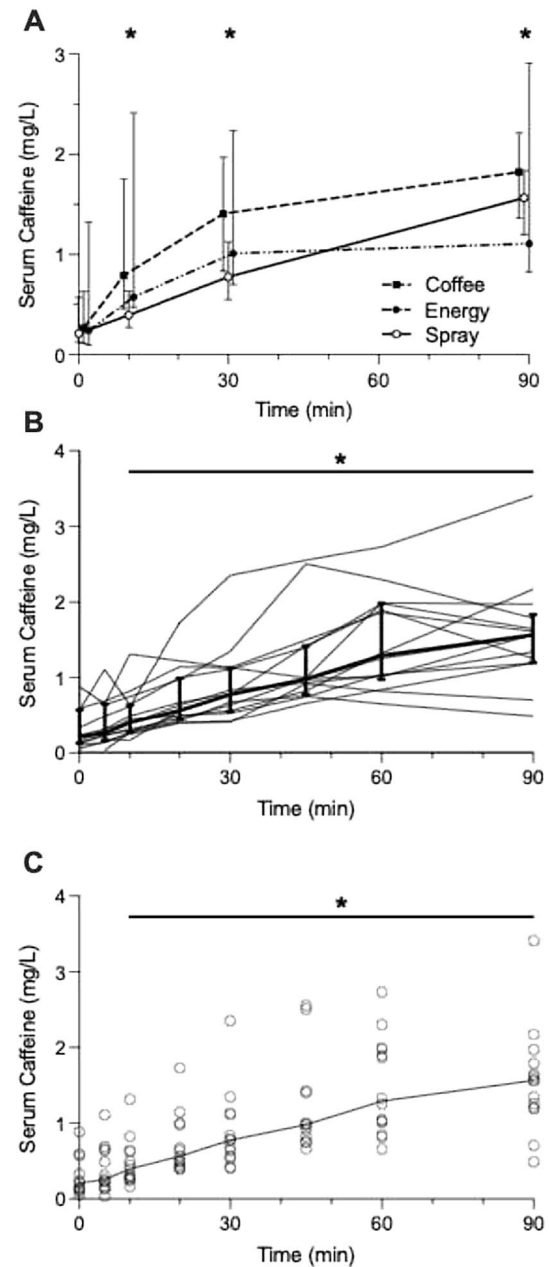 A
* * *
3
2
1
0
Serum Caffeine (mg/L)
Coffee
Energy
Spray
0 30 60 90
Time (min)
B
*
4
3
2
1
0
Serum Caffeine (mg/L)
0 30 60 90
Time (min)
C
*
4
3
2
1
0
Serum Caffeine (mg/L)
0 30 60 90
Time (min)